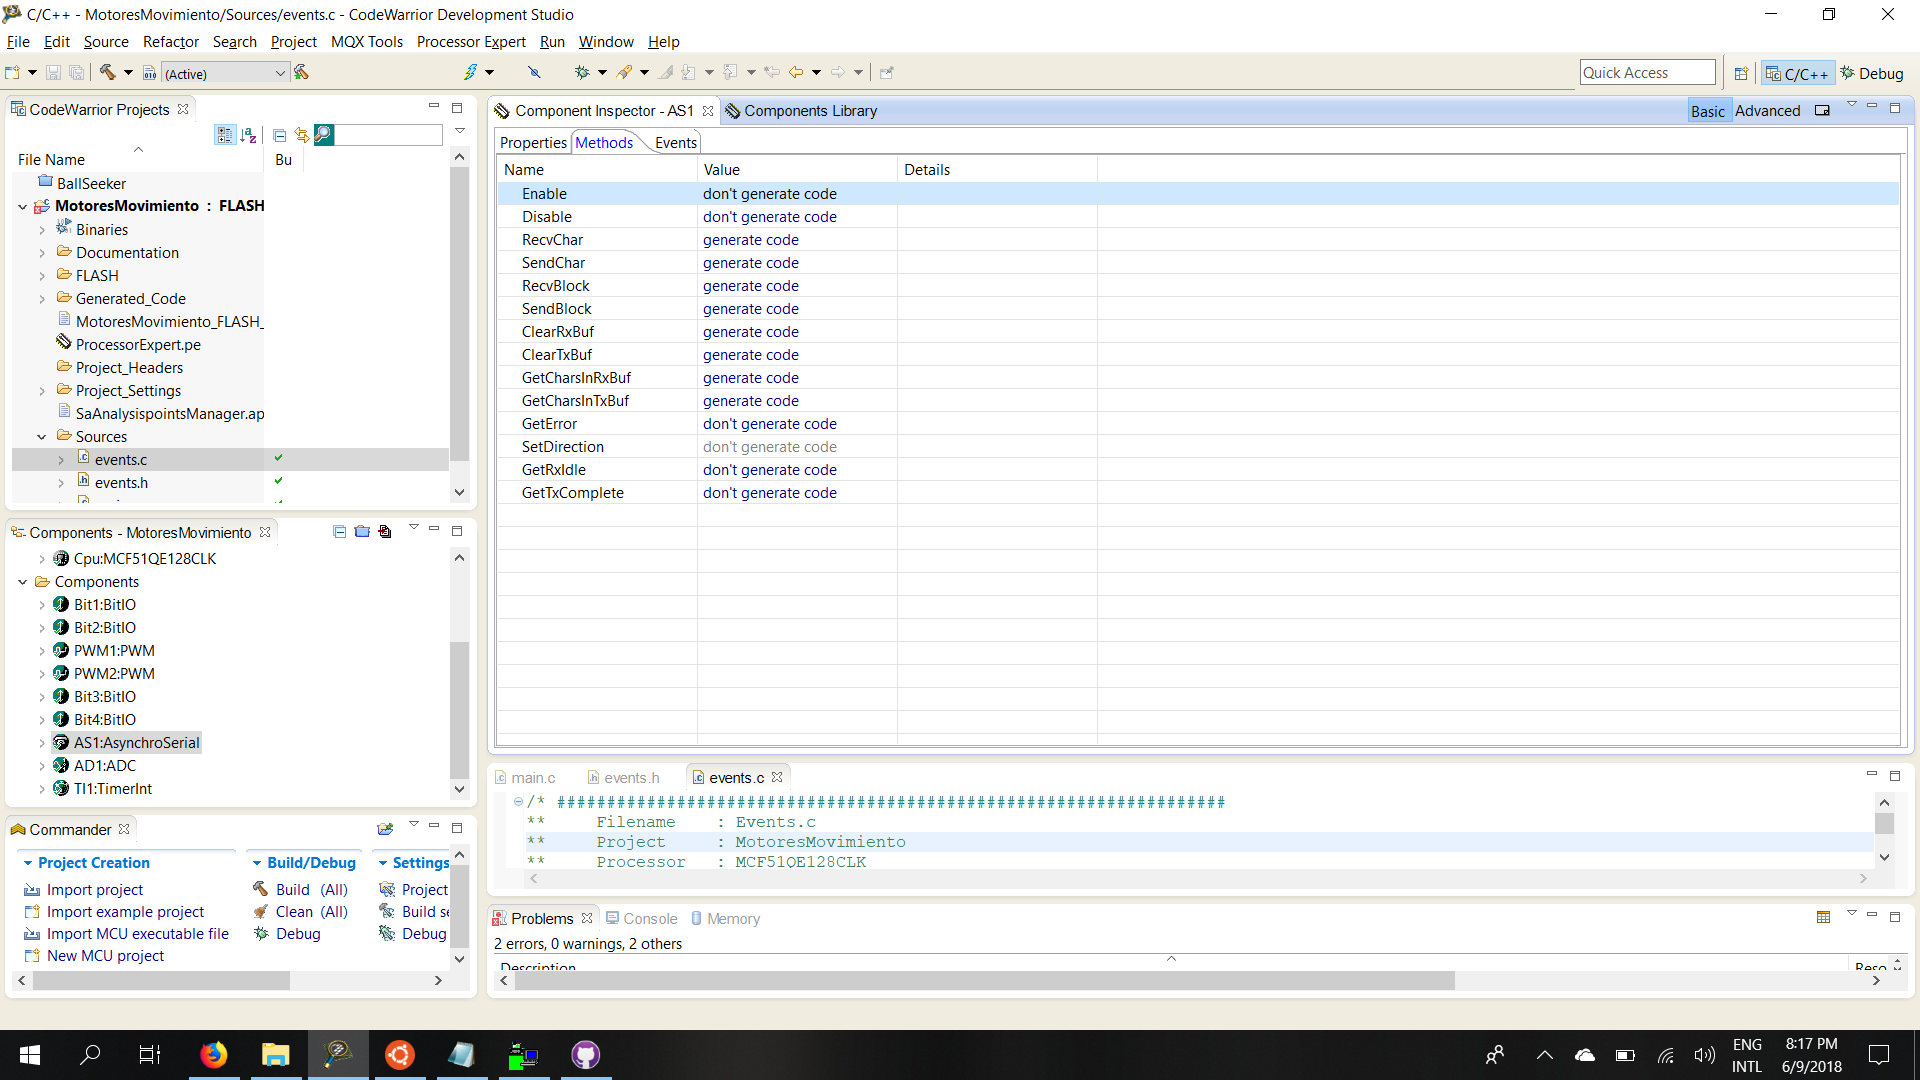 C/C++ - MotoresMovimiento/Sources/events.c - CodeWarrior Development Studio
File Edit Source Refactor Search Project MQX Tools Processor Expert Run Window Help
(Active)
Quick Access
C/C++
Debug
CodeWarrior Projects
File Name
Bu
BallSeeker
MotoresMovimiento : FLASH
Binaries
Documentation
FLASH
Generated_Code
MotoresMovimiento_FLASH_
ProcessorExpert.pe
Project_Headers
Project_Settings
SaAnalysispointsManager.ap
Sources
events.c
events.h
Components - MotoresMovimiento
Cpu:MCF51QE128CLK
Components
Bit1:BitIO
Bit2:BitIO
PWM1:PWM
PWM2:PWM
Bit3:BitIO
Bit4:BitIO
AS1:AsynchroSerial
AD1:ADC
TI1:TimerInt
Commander
Project Creation
Import project
Import example project
Import MCU executable file
New MCU project
Build/Debug
Build (All)
Clean (All)
Debug
Settings
Project
Build se
Debug
Component Inspector - AS1
Components Library
Basic Advanced
Properties Methods Events
Name Value Details
Enable don't generate code
Disable don't generate code
RecvChar generate code
SendChar generate code
RecvBlock generate code
SendBlock generate code
ClearRxBuf generate code
ClearTxBuf generate code
GetCharsInRxBuf generate code
GetCharsInTxBuf generate code
GetError don't generate code
SetDirection don't generate code
GetRxIdle don't generate code
GetTxComplete don't generate code
main.c events.h events.c
/* ###################################################################
** Filename : Events.c
** Project : MotoresMovimiento
** Processor : MCF51QE128CLK
Problems Console Memory
2 errors, 0 warnings, 2 others
Description
Reso
ENG
INTL
8:17 PM
6/9/2018